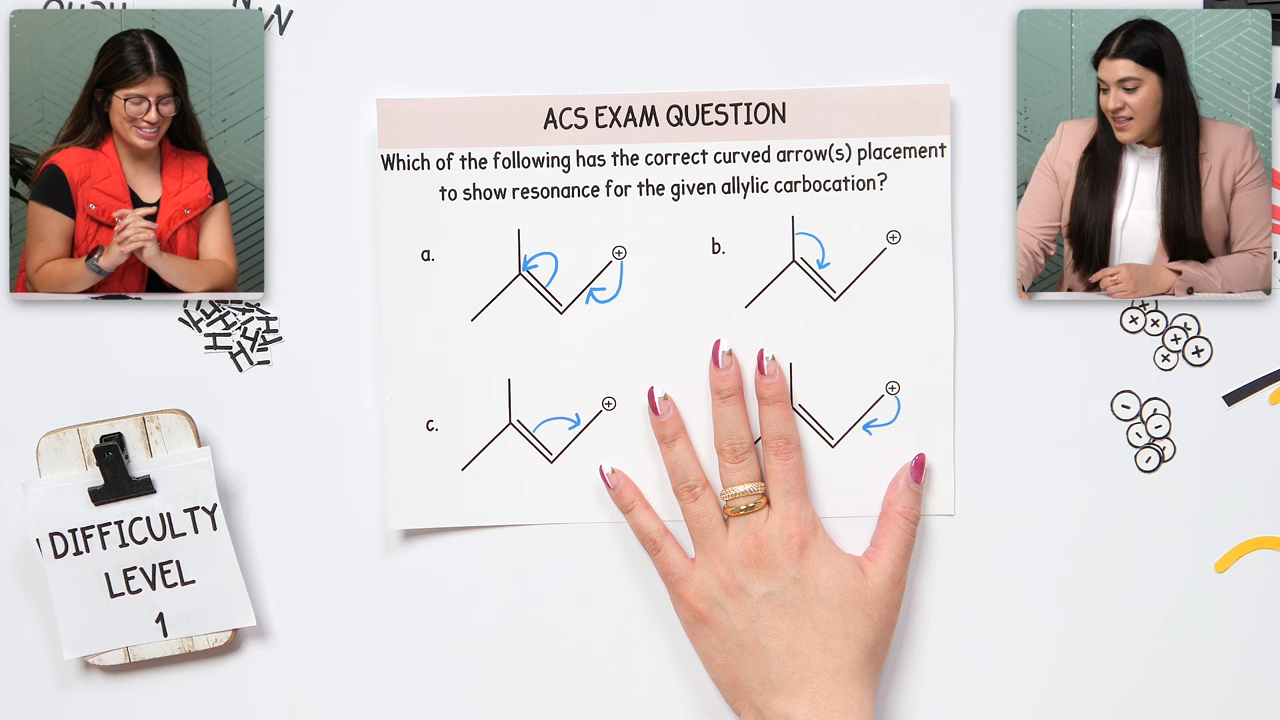 ACS EXAM QUESTION
Which of the following has the correct curved arrow(s) placement
to show resonance for the given allylic carbocation?
a.
b.
c.
DIFFICULTY
LEVEL
1